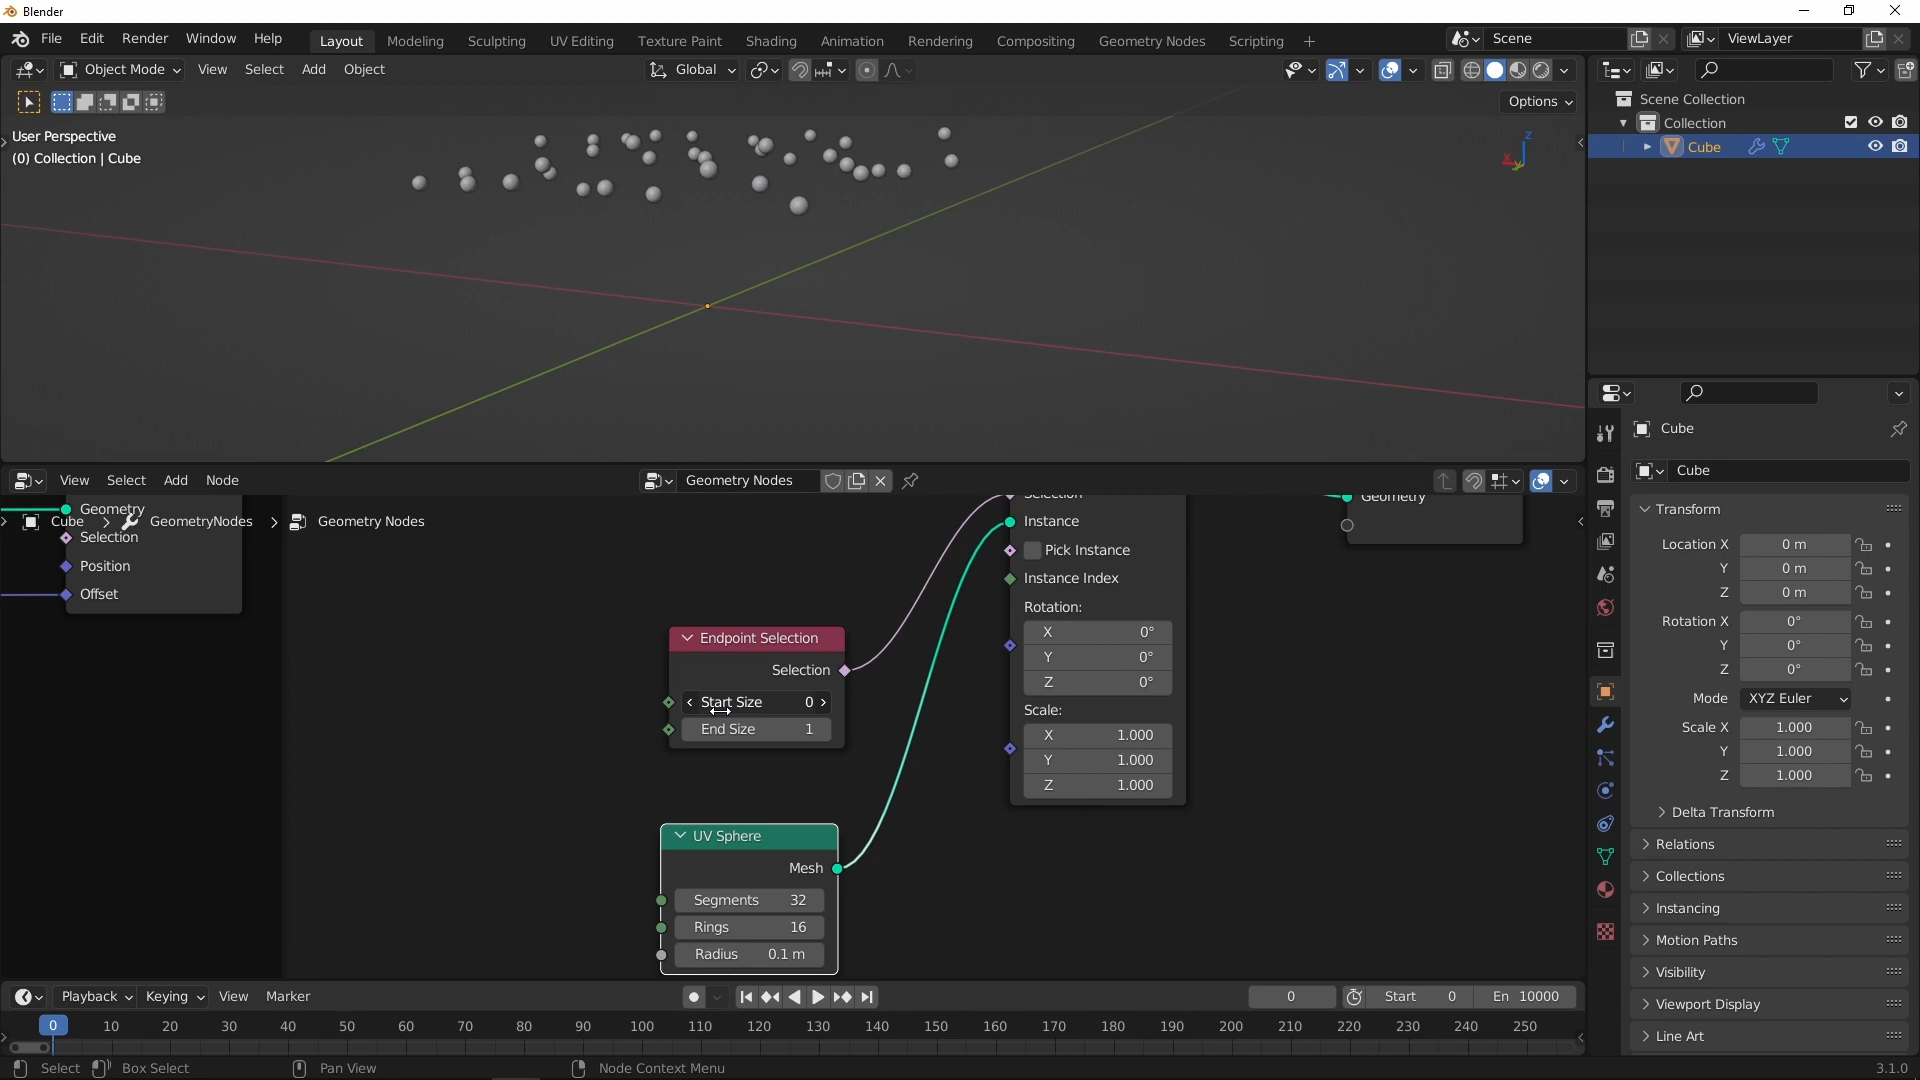 Blender
File Edit Render Window Help
Layout Modeling Sculpting UV Editing Texture Paint Shading Animation Rendering Compositing Geometry Nodes Scripting +
Scene
ViewLayer
Object Mode View Select Add Object
Global
Options
User Perspective
(0) Collection | Cube
Z
X
Y
Scene Collection
Collection
Cube
View Select Add Node
Geometry Nodes
Cube > GeometryNodes > Geometry Nodes
Geometry
Selection
Position
Offset
Endpoint Selection
Selection
Start Size 0
End Size 1
UV Sphere
Mesh
Segments 32
Rings 16
Radius 0.1 m
Selection
Instance
Pick Instance
Instance Index
Rotation:
X 0°
Y 0°
Z 0°
Scale:
X 1.000
Y 1.000
Z 1.000
Geometry
Cube
Cube
Transform
Location X 0 m
Y 0 m
Z 0 m
Rotation X 0°
Y 0°
Z 0°
Mode XYZ Euler
Scale X 1.000
Y 1.000
Z 1.000
Delta Transform
Relations
Collections
Instancing
Motion Paths
Visibility
Viewport Display
Line Art
Playback Keying View Marker
0
Start 0
En 10000
0 10 20 30 40 50 60 70 80 90 100 110 120 130 140 150 160 170 180 190 200 210 220 230 240 250
Select Box Select Pan View Node Context Menu
3.1.0